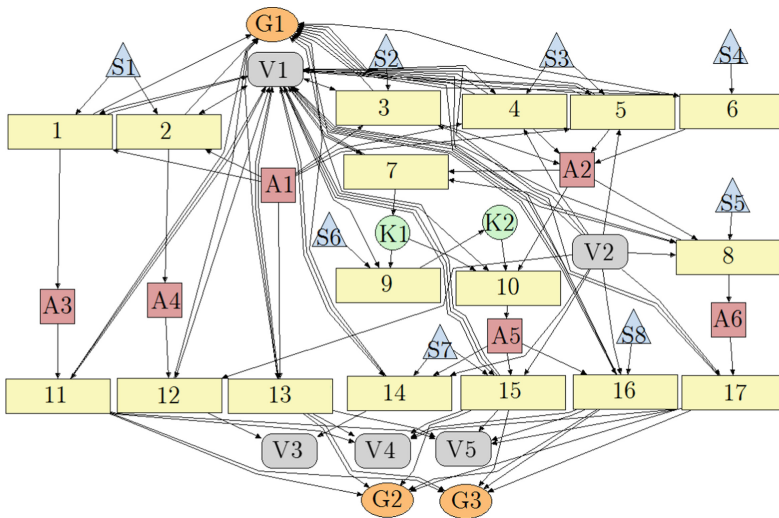 G1
S1 S2 S3 S4
V1
1 2 3 4 5 6
7 A2
A1
S5
K1 K2
S6 V2 8
9 10
A3 A4 A6
A5
S7 S8
11 12 13 14 15 16 17
V3 V4 V5
G2 G3